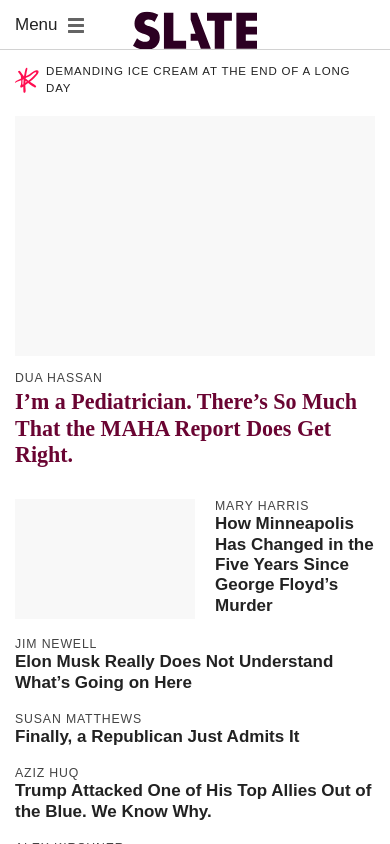 Menu
SLATE
DEMANDING ICE CREAM AT THE END OF A LONG
DAY
DUA HASSAN
I’m a Pediatrician. There’s So Much
That the MAHA Report Does Get
Right.
MARY HARRIS
How Minneapolis
Has Changed in the
Five Years Since
George Floyd’s
Murder
JIM NEWELL
Elon Musk Really Does Not Understand
What’s Going on Here
SUSAN MATTHEWS
Finally, a Republican Just Admits It
AZIZ HUQ
Trump Attacked One of His Top Allies Out of
the Blue. We Know Why.